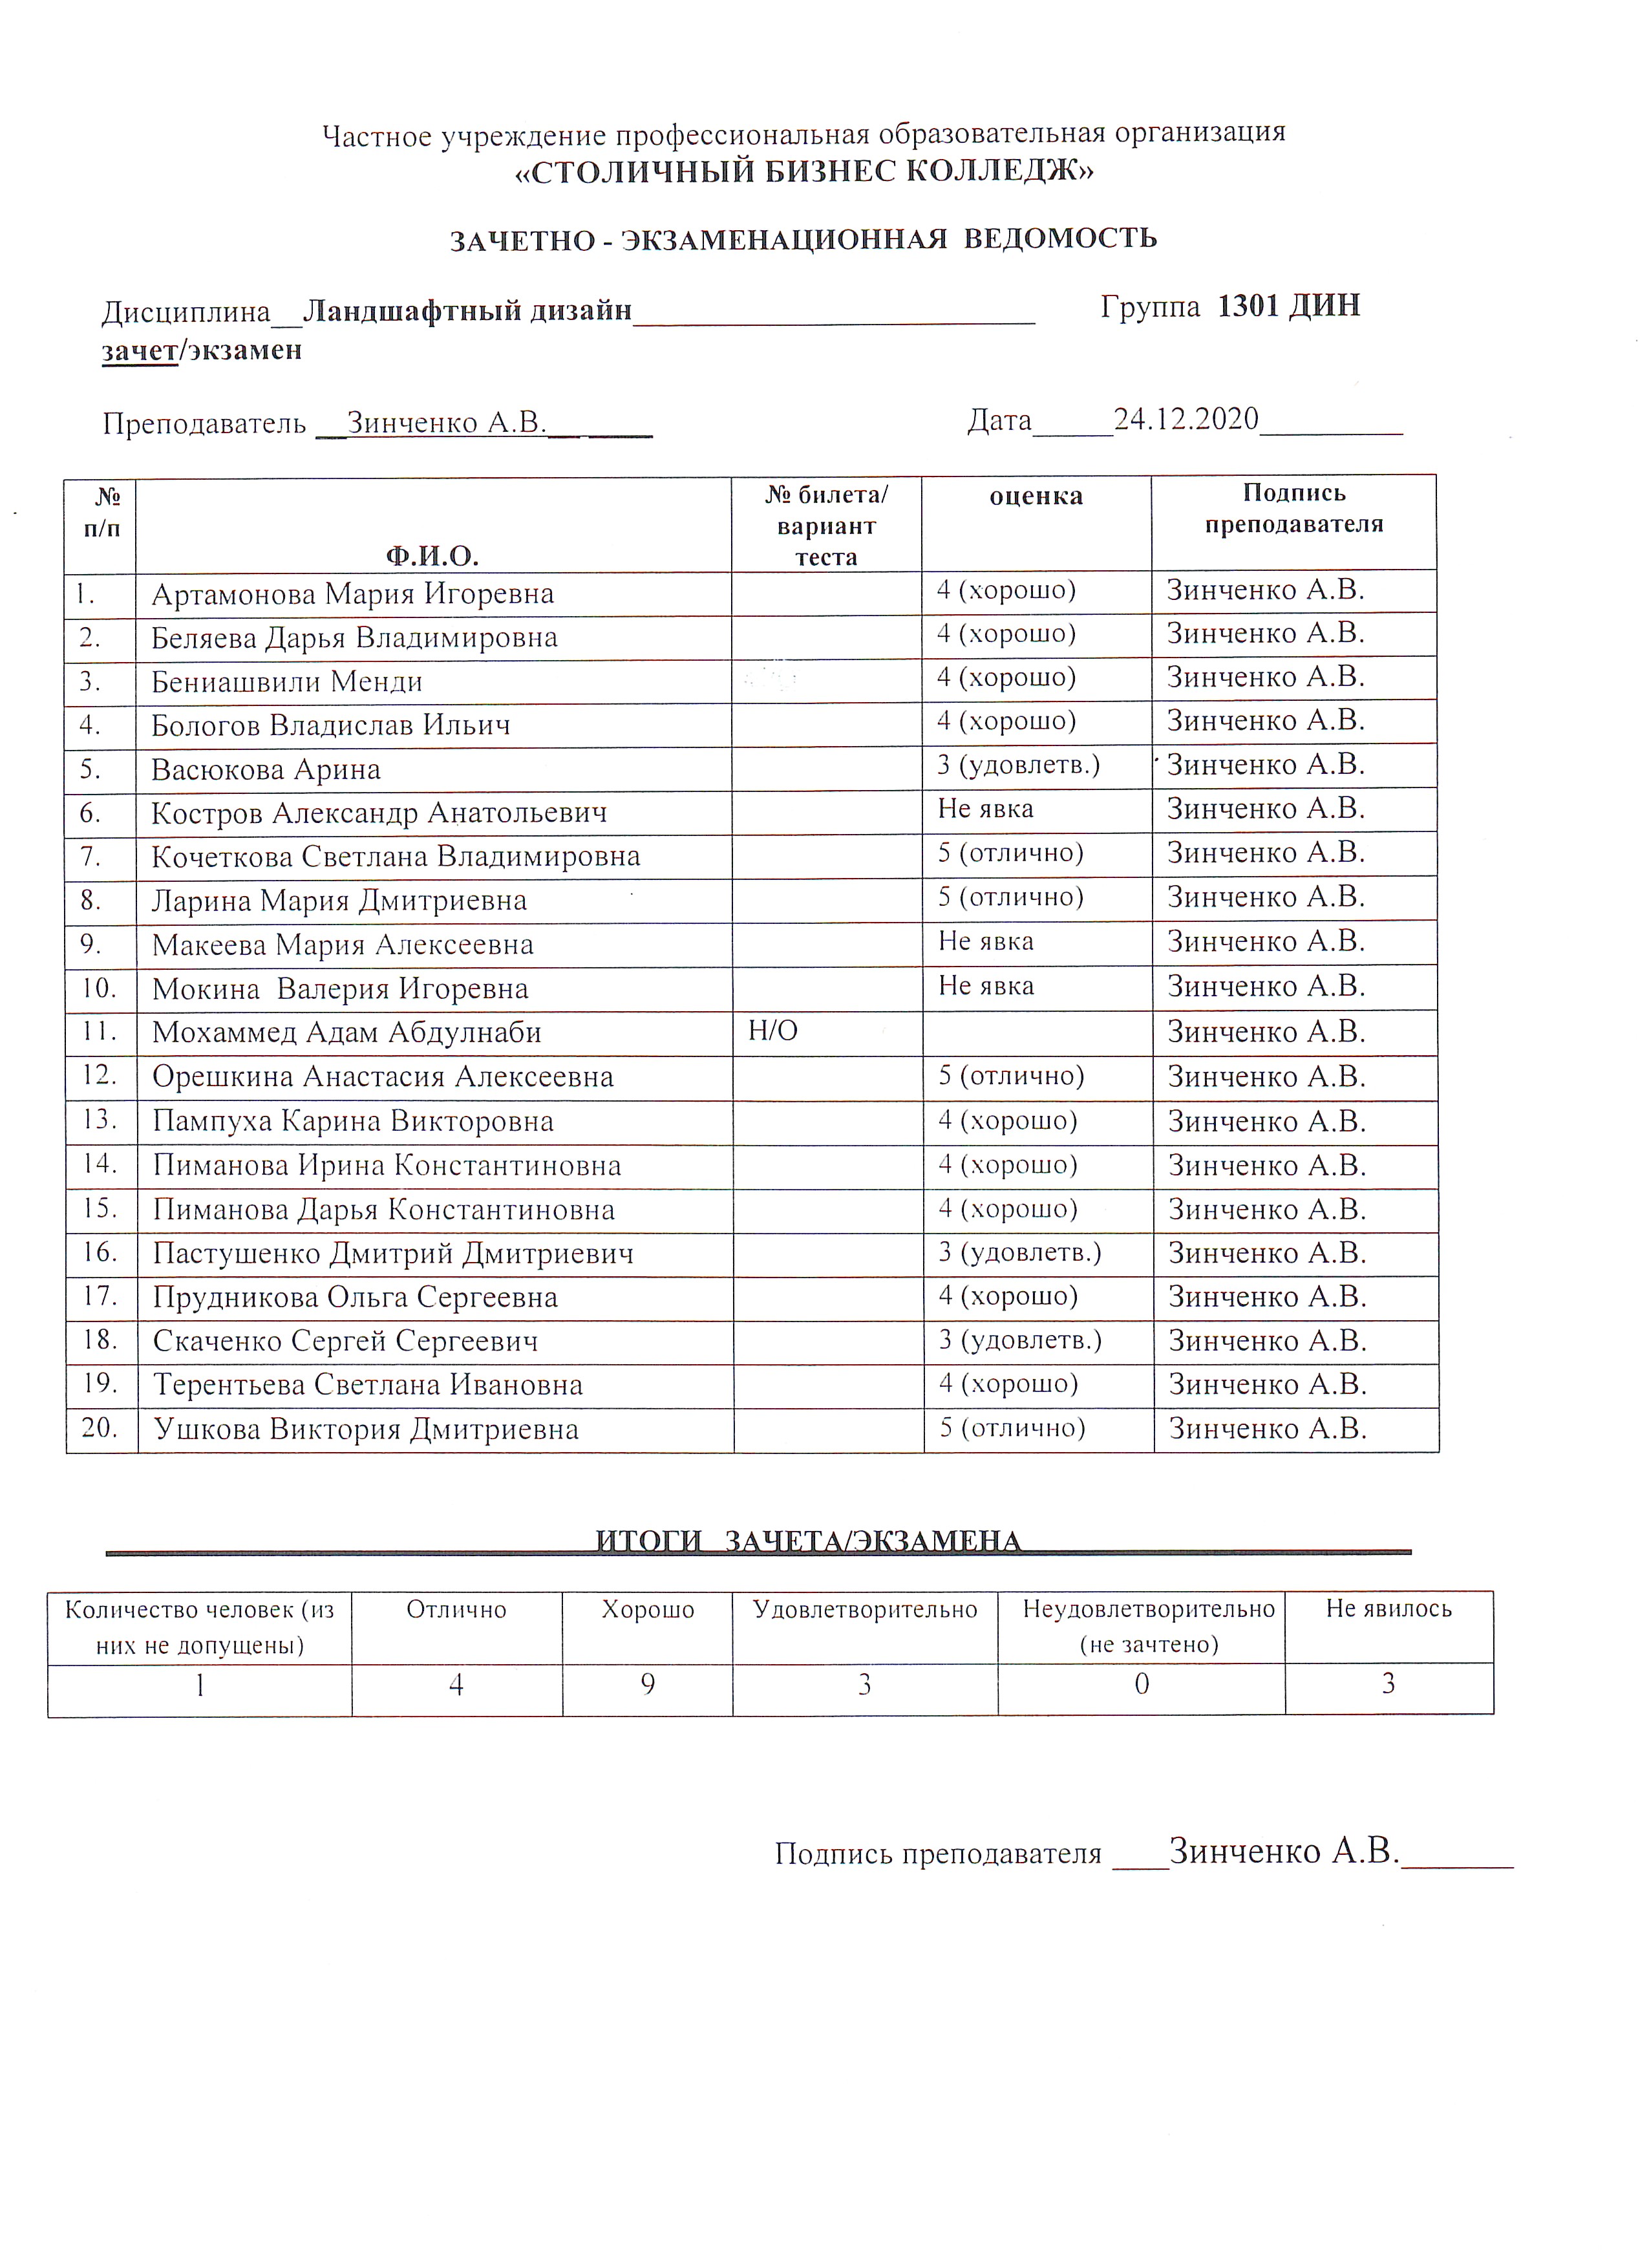 Частное учреждение профессиональная образовательная организация
«СТОЛИЧНЫЙ БИЗНЕС КОЛЛЕДЖ»
ЗАЧЕТНО - ЭКЗАМЕНАЦИОННАЯ ВЕДОМОСТЬ
Дисциплина__Ландшафтный дизайн__________________________ Группа 1301 ДИН
зачет/экзамен
Преподаватель __Зинченко А.В.__ ____ Дата_____24.12.2020_________
№ п/п Ф.И.О. № билета/ вариант теста оценка Подпись преподавателя
1. Артамонова Мария Игоревна 4 (хорошо) Зинченко А.В.
2. Беляева Дарья Владимировна 4 (хорошо) Зинченко А.В.
3. Бениашвили Менди 4 (хорошо) Зинченко А.В.
4. Бологов Владислав Ильич 4 (хорошо) Зинченко А.В.
5. Васюкова Арина 3 (удовлетв.) Зинченко А.В.
6. Костров Александр Анатольевич Не явка Зинченко А.В.
7. Кочеткова Светлана Владимировна 5 (отлично) Зинченко А.В.
8. Ларина Мария Дмитриевна 5 (отлично) Зинченко А.В.
9. Макеева Мария Алексеевна Не явка Зинченко А.В.
10. Мокина Валерия Игоревна Не явка Зинченко А.В.
11. Мохаммед Адам Абдулнаби Н/О Зинченко А.В.
12. Орешкина Анастасия Алексеевна 5 (отлично) Зинченко А.В.
13. Пампуха Карина Викторовна 4 (хорошо) Зинченко А.В.
14. Пиманова Ирина Константиновна 4 (хорошо) Зинченко А.В.
15. Пиманова Дарья Константиновна 4 (хорошо) Зинченко А.В.
16. Пастушенко Дмитрий Дмитриевич 3 (удовлетв.) Зинченко А.В.
17. Прудникова Ольга Сергеевна 4 (хорошо) Зинченко А.В.
18. Скаченко Сергей Сергеевич 3 (удовлетв.) Зинченко А.В.
19. Терентьева Светлана Ивановна 4 (хорошо) Зинченко А.В.
20. Ушкова Виктория Дмитриевна 5 (отлично) Зинченко А.В.
ИТОГИ ЗАЧЕТА/ЭКЗАМЕНА
Количество человек (из них не допущены) Отлично Хорошо Удовлетворительно Неудовлетворительно (не зачтено) Не явилось
1 4 9 3 0 3
Подпись преподавателя ___Зинченко А.В.______